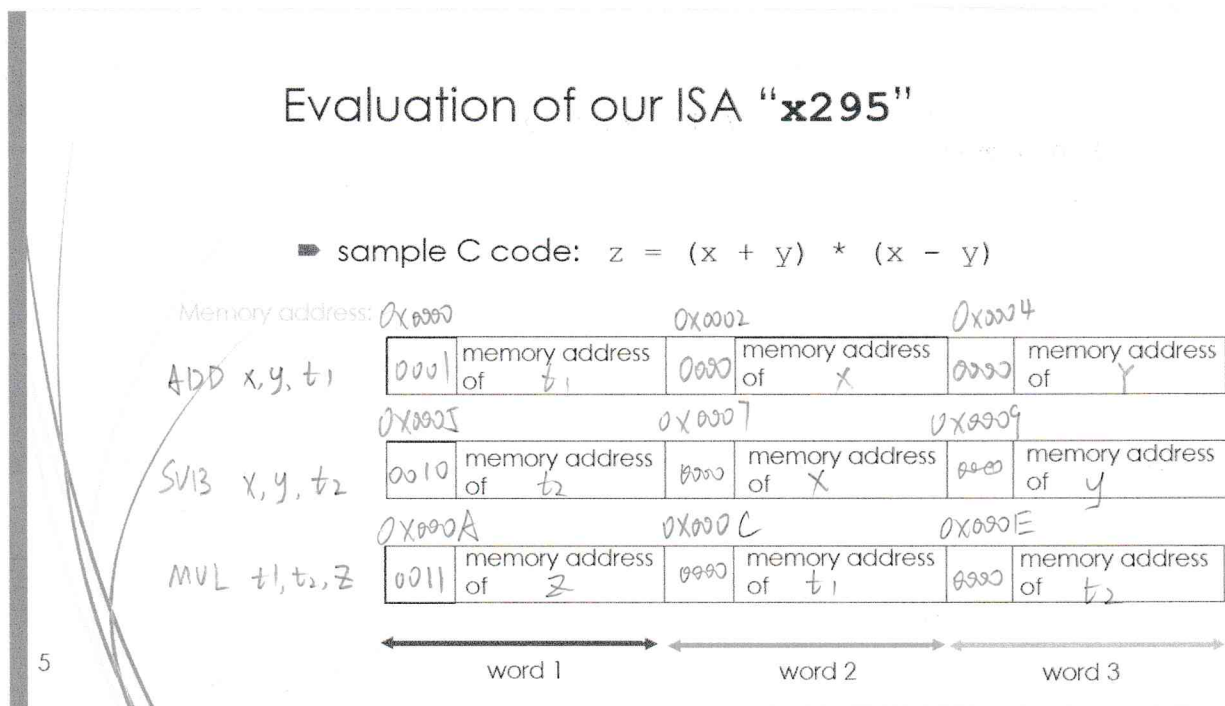 Evaluation of our ISA “x295”
sample C code: z = (x + y) * (x - y)
Memory address: 0X0000 0X0002 0X0004
ADD x, y, t1 0001 memory address of t1 0000 memory address of X 0000 memory address of Y
0X0005 0X0007 0X0009
SUB x, y, t2 0010 memory address of t2 0000 memory address of X 0000 memory address of y
0X000A 0X000C 0X000E
MUL t1, t2, Z 0011 memory address of Z 0000 memory address of t1 0000 memory address of t2
word 1 word 2 word 3
5